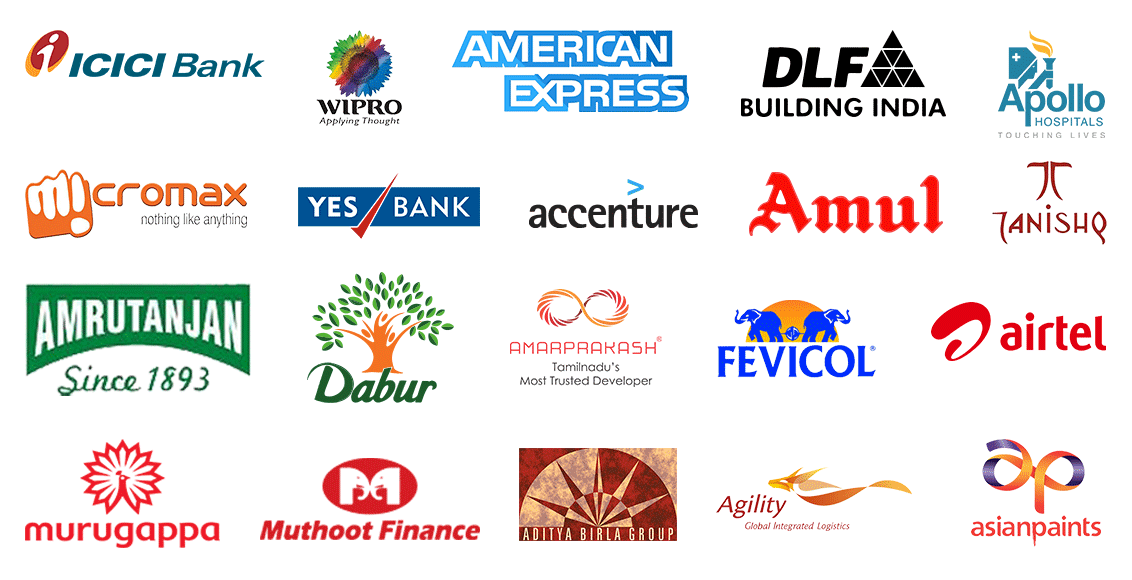 ICICI Bank
WIPRO
Applying Thought
AMERICAN
EXPRESS
DLF
BUILDING INDIA
Apollo
HOSPITALS
TOUCHING LIVES
m!cromax
nothing like anything
YES BANK
accenture
Amul
TANISHQ
AMRUTANJAN
Since 1893
Dabur
AMARPRAKASH®
Tamilnadu's
Most Trusted Developer
FEVICOL®
airtel
murugappa
Muthoot Finance
ADITYA BIRLA GROUP
Agility
Global Integrated Logistics
ap
asianpaints